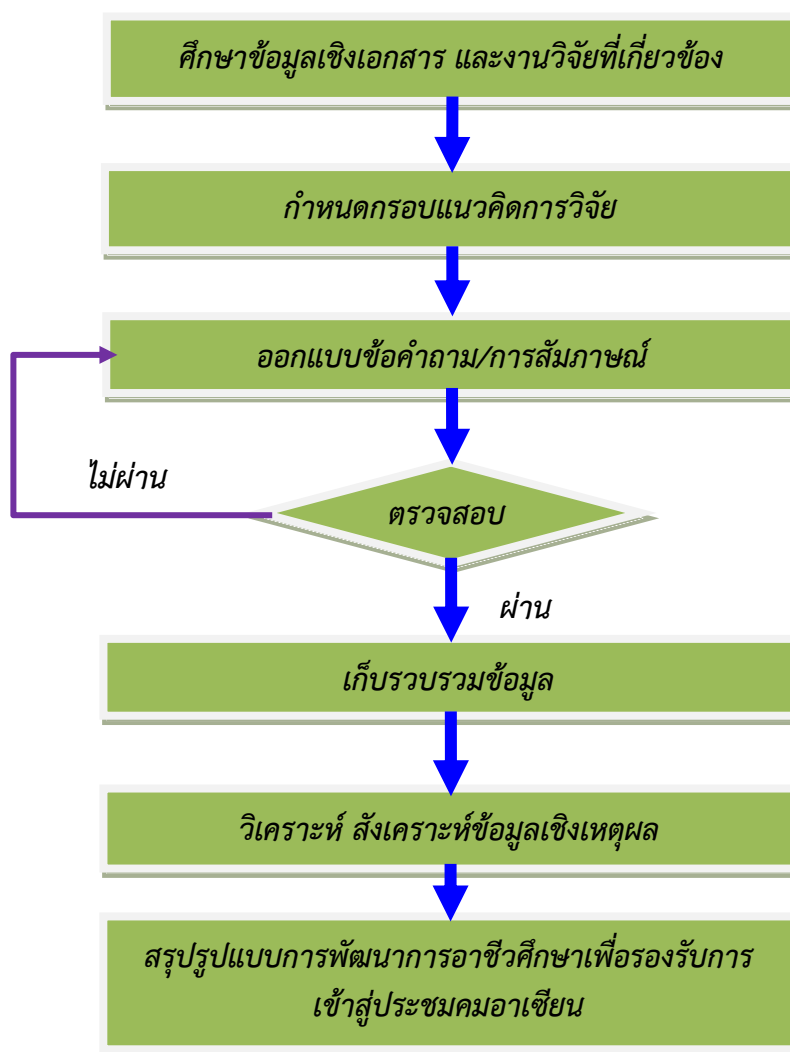 ศึกษาข้อมูลเชิงเอกสาร และงานวิจัยที่เกี่ยวข้อง
กำหนดกรอบแนวคิดการวิจัย
ออกแบบข้อคำถาม/การสัมภาษณ์
ไม่ผ่าน
ตรวจสอบ
ผ่าน
เก็บรวบรวมข้อมูล
วิเคราะห์ สังเคราะห์ข้อมูลเชิงเหตุผล
สรุปรูปแบบการพัฒนาการอาชีวศึกษาเพื่อรองรับการ
เข้าสู่ประชมคมอาเซียน